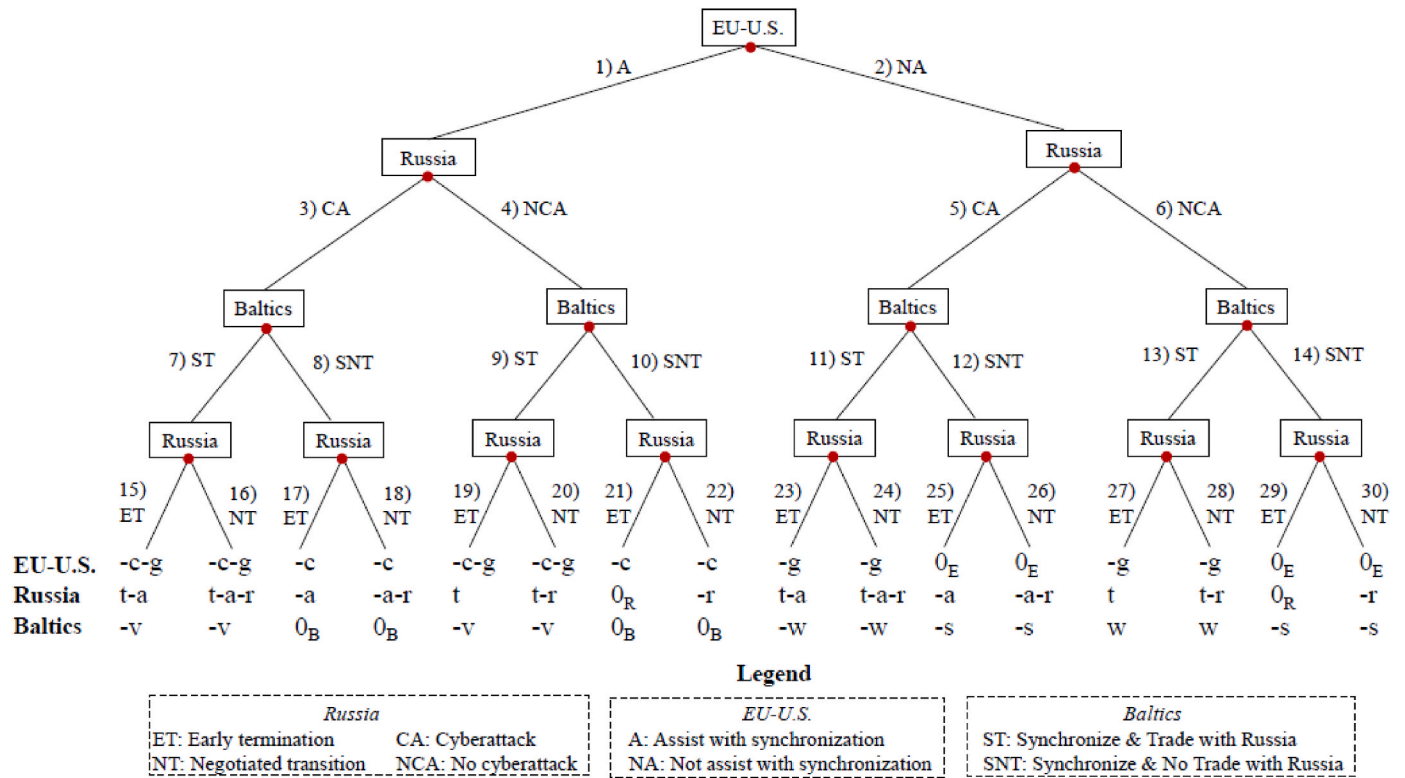 EU-U.S.
1) A 2) NA
Russia Russia
3) CA 4) NCA 5) CA 6) NCA
Baltics Baltics Baltics Baltics
7) ST 8) SNT 9) ST 10) SNT 11) ST 12) SNT 13) ST 14) SNT
Russia Russia Russia Russia Russia Russia Russia Russia
15) 16) 17) 18) 19) 20) 21) 22) 23) 24) 25) 26) 27) 28) 29) 30)
ET NT ET NT ET NT ET NT ET NT ET NT ET NT ET NT
EU-U.S. -c-g -c-g -c -c -c-g -c-g -c -c -g -g 0E 0E -g -g 0E 0E
Russia t-a t-a-r -a -a-r t t-r 0R -r t-a t-a-r -a -a-r t t-r 0R -r
Baltics -v -v 0B 0B -v -v 0B 0B -w -w -s -s w w -s -s
Legend
Russia EU-U.S. Baltics
ET: Early termination CA: Cyberattack A: Assist with synchronization ST: Synchronize & Trade with Russia
NT: Negotiated transition NCA: No cyberattack NA: Not assist with synchronization SNT: Synchronize & No Trade with Russia